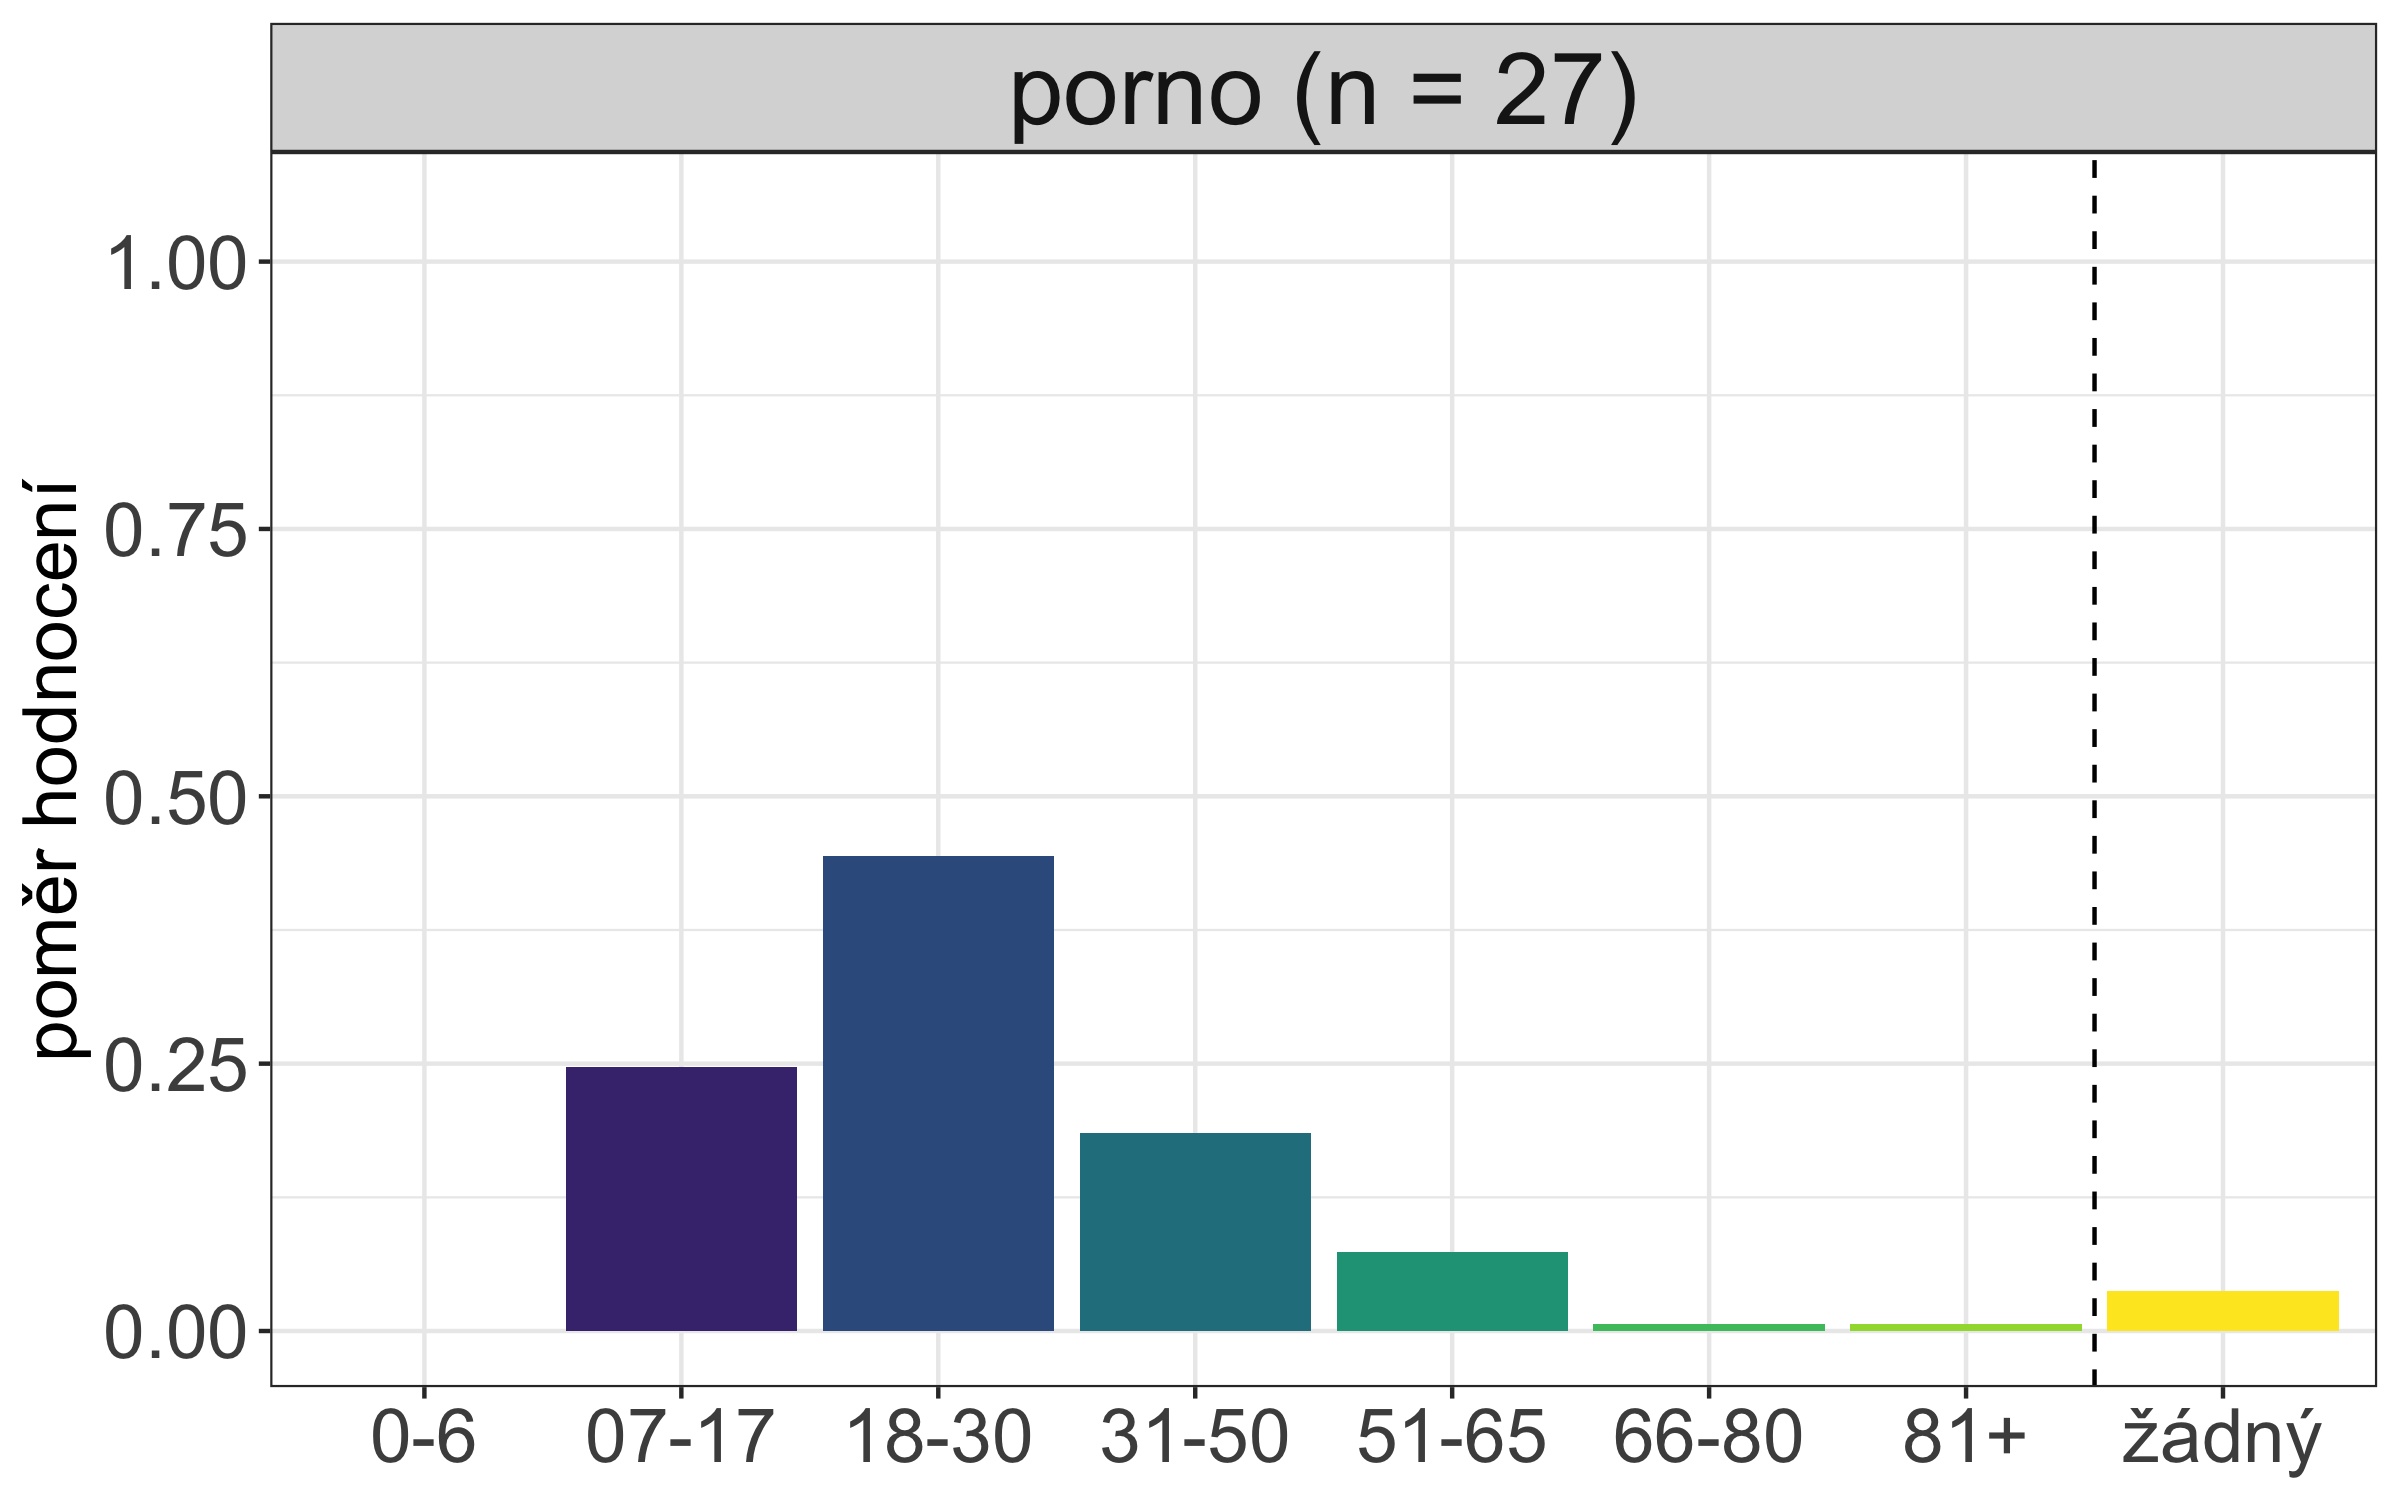 porno (n = 27)
poměr hodnocení
1.00
0.75
0.50
0.25
0.00
0-6 07-17 18-30 31-50 51-65 66-80 81+ žádný